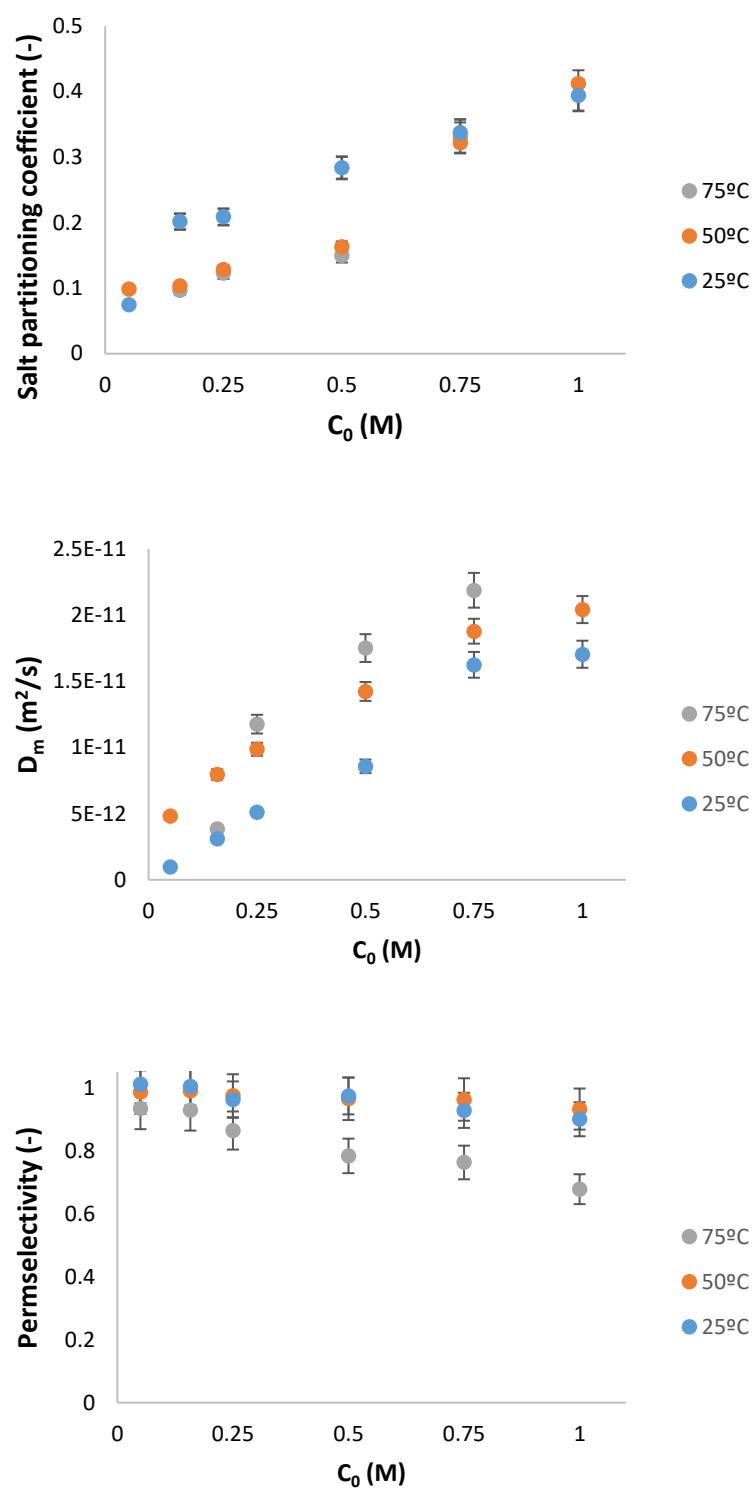 Salt partitioning coefficient (-)
0.5
0.4
0.3
0.2
0.1
0
0 0.25 0.5 0.75 1
C₀ (M)
75ºC
50ºC
25ºC
Dₘ (m²/s)
2.5E-11
2E-11
1.5E-11
1E-11
5E-12
0
0 0.25 0.5 0.75 1
C₀ (M)
75ºC
50ºC
25ºC
Permselectivity (-)
1
0.8
0.6
0.4
0.2
0
0 0.25 0.5 0.75 1
C₀ (M)
75ºC
50ºC
25ºC